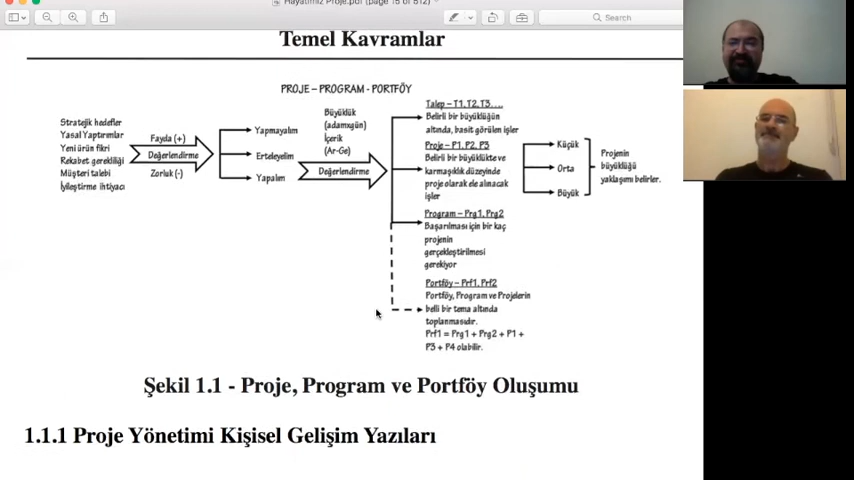 Hayatımız Proje.pdf (page 15 of 512)
Search
Temel Kavramlar
PROJE – PROGRAM - PORTFÖY
Stratejik hedefler
Yasal Yaptırımlar
Yeni ürün fikri
Rekabet gerekliliği
Müşteri talebi
İyileştirme ihtiyacı
Fayda (+)
Değerlendirme
Zorluk (-)
Yapmayalım
Erteleyelim
Yapalım
Büyüklük
(adamxgün)
İçerik
(Ar-Ge)
Değerlendirme
Talep – T1, T2, T3....
Belirli bir büyüklüğün
altında, basit görülen işler
Proje – P1, P2, P3
Belirli bir büyüklükte ve
karmaşıklık düzeyinde
proje olarak ele alınacak
işler
Küçük
Orta
Büyük
Projenin
büyüklüğü
yaklaşımı belirler.
Program – Prg1, Prg2
Başarılması için bir kaç
projenin
gerçekleştirilmesi
gerekiyor
Portföy – Prf1, Prf2
Portföy, Program ve Projelerin
belli bir tema altında
toplanmasıdır.
Prf1 = Prg1 + Prg2 + P1 +
P3 + P4 olabilir.
Şekil 1.1 - Proje, Program ve Portföy Oluşumu
1.1.1 Proje Yönetimi Kişisel Gelişim Yazıları